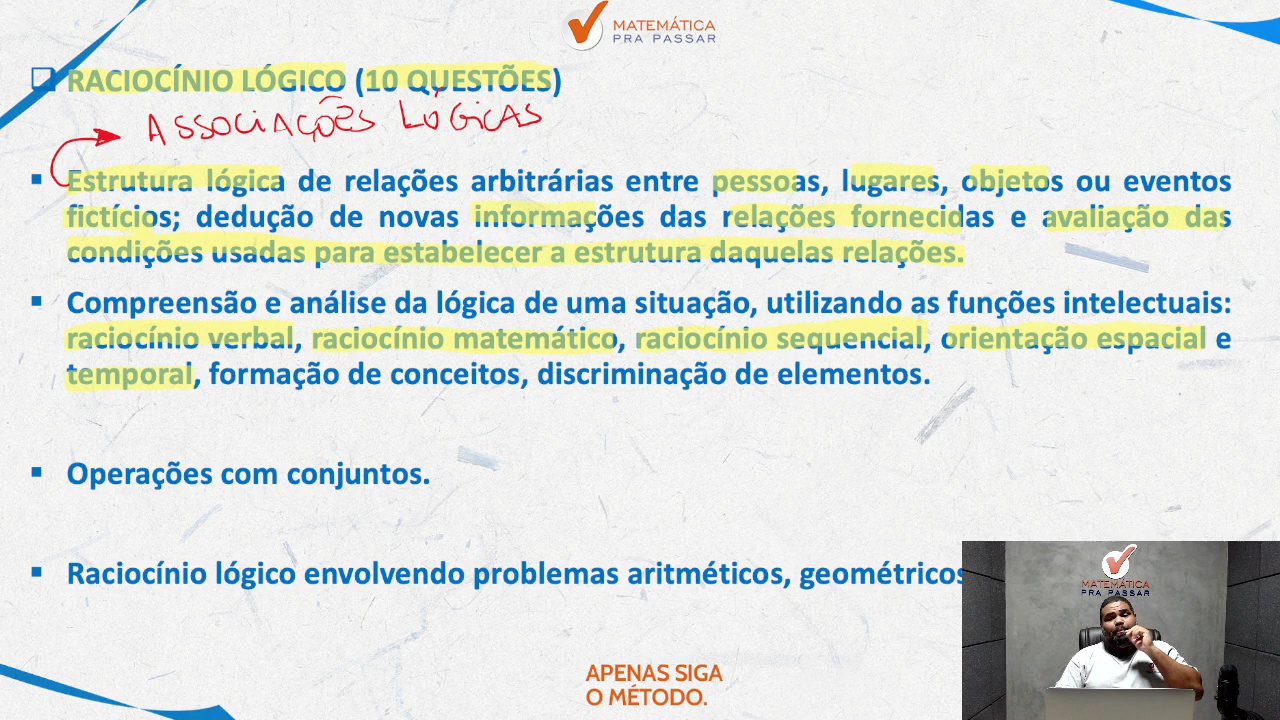 MATEMÁTICA
PRA PASSAR
RACIOCÍNIO LÓGICO (10 QUESTÕES)
ASSOCIAÇÕES LÓGICAS
Estrutura lógica de relações arbitrárias entre pessoas, lugares, objetos ou eventos
fictícios; dedução de novas informações das relações fornecidas e avaliação das
condições usadas para estabelecer a estrutura daquelas relações.
Compreensão e análise da lógica de uma situação, utilizando as funções intelectuais:
raciocínio verbal, raciocínio matemático, raciocínio sequencial, orientação espacial e
temporal, formação de conceitos, discriminação de elementos.
Operações com conjuntos.
Raciocínio lógico envolvendo problemas aritméticos, geométricos
MATEMÁTICA
PRA PASSAR
APENAS SIGA
O MÉTODO.